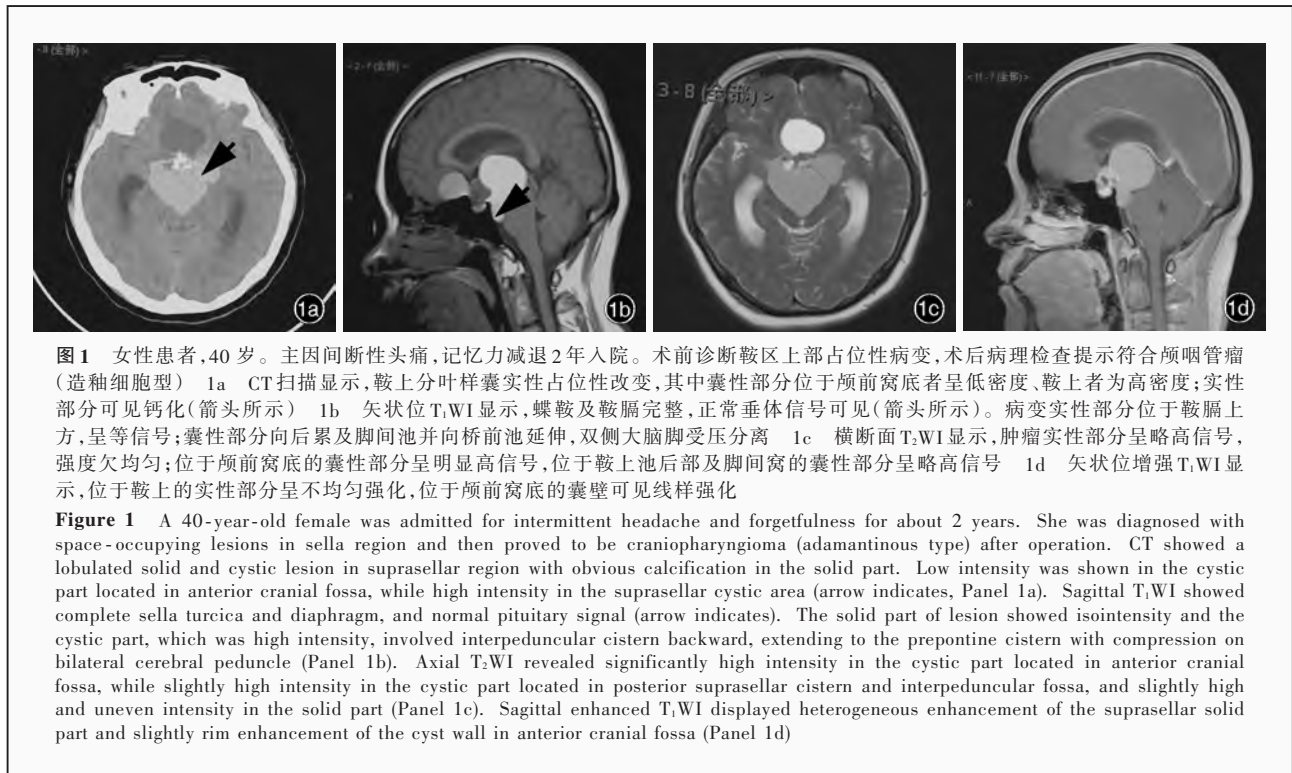 <II (全部)>
<2-7 (全部)>
3-8 (全部)>
<11-7 (全部)>
A
A
1a
1b
1c
1d
图1 女性患者,40 岁。主因间断性头痛,记忆力减退 2 年入院。术前诊断鞍区上部占位性病变,术后病理检查提示符合颅咽管瘤
(造釉细胞型) 1a CT 扫描显示,鞍上分叶样囊实性占位性改变,其中囊性部分位于颅前窝底者呈低密度、鞍上者为高密度;实性
部分可见钙化(箭头所示) 1b 矢状位 T₁WI 显示,蝶鞍及鞍膈完整,正常垂体信号可见(箭头所示)。病变实性部分位于鞍膈上
方,呈等信号;囊性部分向后累及脚间池并向桥前池延伸,双侧大脑脚受压分离 1c 横断面 T₂WI 显示,肿瘤实性部分呈略高信号,
强度欠均匀;位于颅前窝底的囊性部分呈明显高信号,位于鞍上池后部及脚间窝的囊性部分呈略高信号 1d 矢状位增强 T₁WI 显
示,位于鞍上的实性部分呈不均匀强化,位于颅前窝底的囊壁可见线样强化
Figure 1 A 40-year-old female was admitted for intermittent headache and forgetfulness for about 2 years. She was diagnosed with
space-occupying lesions in sella region and then proved to be craniopharyngioma (adamantinous type) after operation. CT showed a
lobulated solid and cystic lesion in suprasellar region with obvious calcification in the solid part. Low intensity was shown in the cystic
part located in anterior cranial fossa, while high intensity in the suprasellar cystic area (arrow indicates, Panel 1a). Sagittal T₁WI showed
complete sella turcica and diaphragm, and normal pituitary signal (arrow indicates). The solid part of lesion showed isointensity and the
cystic part, which was high intensity, involved interpeduncular cistern backward, extending to the prepontine cistern with compression on
bilateral cerebral peduncle (Panel 1b). Axial T₂WI revealed significantly high intensity in the cystic part located in anterior cranial
fossa, while slightly high intensity in the cystic part located in posterior suprasellar cistern and interpeduncular fossa, and slightly high
and uneven intensity in the solid part (Panel 1c). Sagittal enhanced T₁WI displayed heterogeneous enhancement of the suprasellar solid
part and slightly rim enhancement of the cyst wall in anterior cranial fossa (Panel 1d)